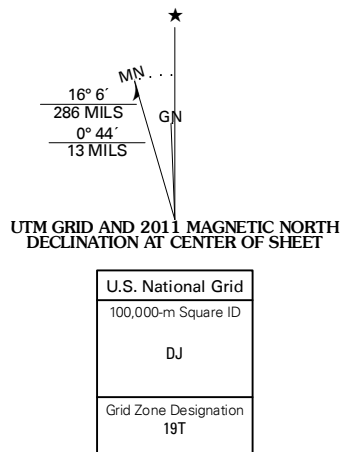 ★
MN
GN
16° 6´
286 MILS
0° 44´
13 MILS
UTM GRID AND 2011 MAGNETIC NORTH
DECLINATION AT CENTER OF SHEET
U.S. National Grid
100,000-m Square ID
DJ
Grid Zone Designation
19T